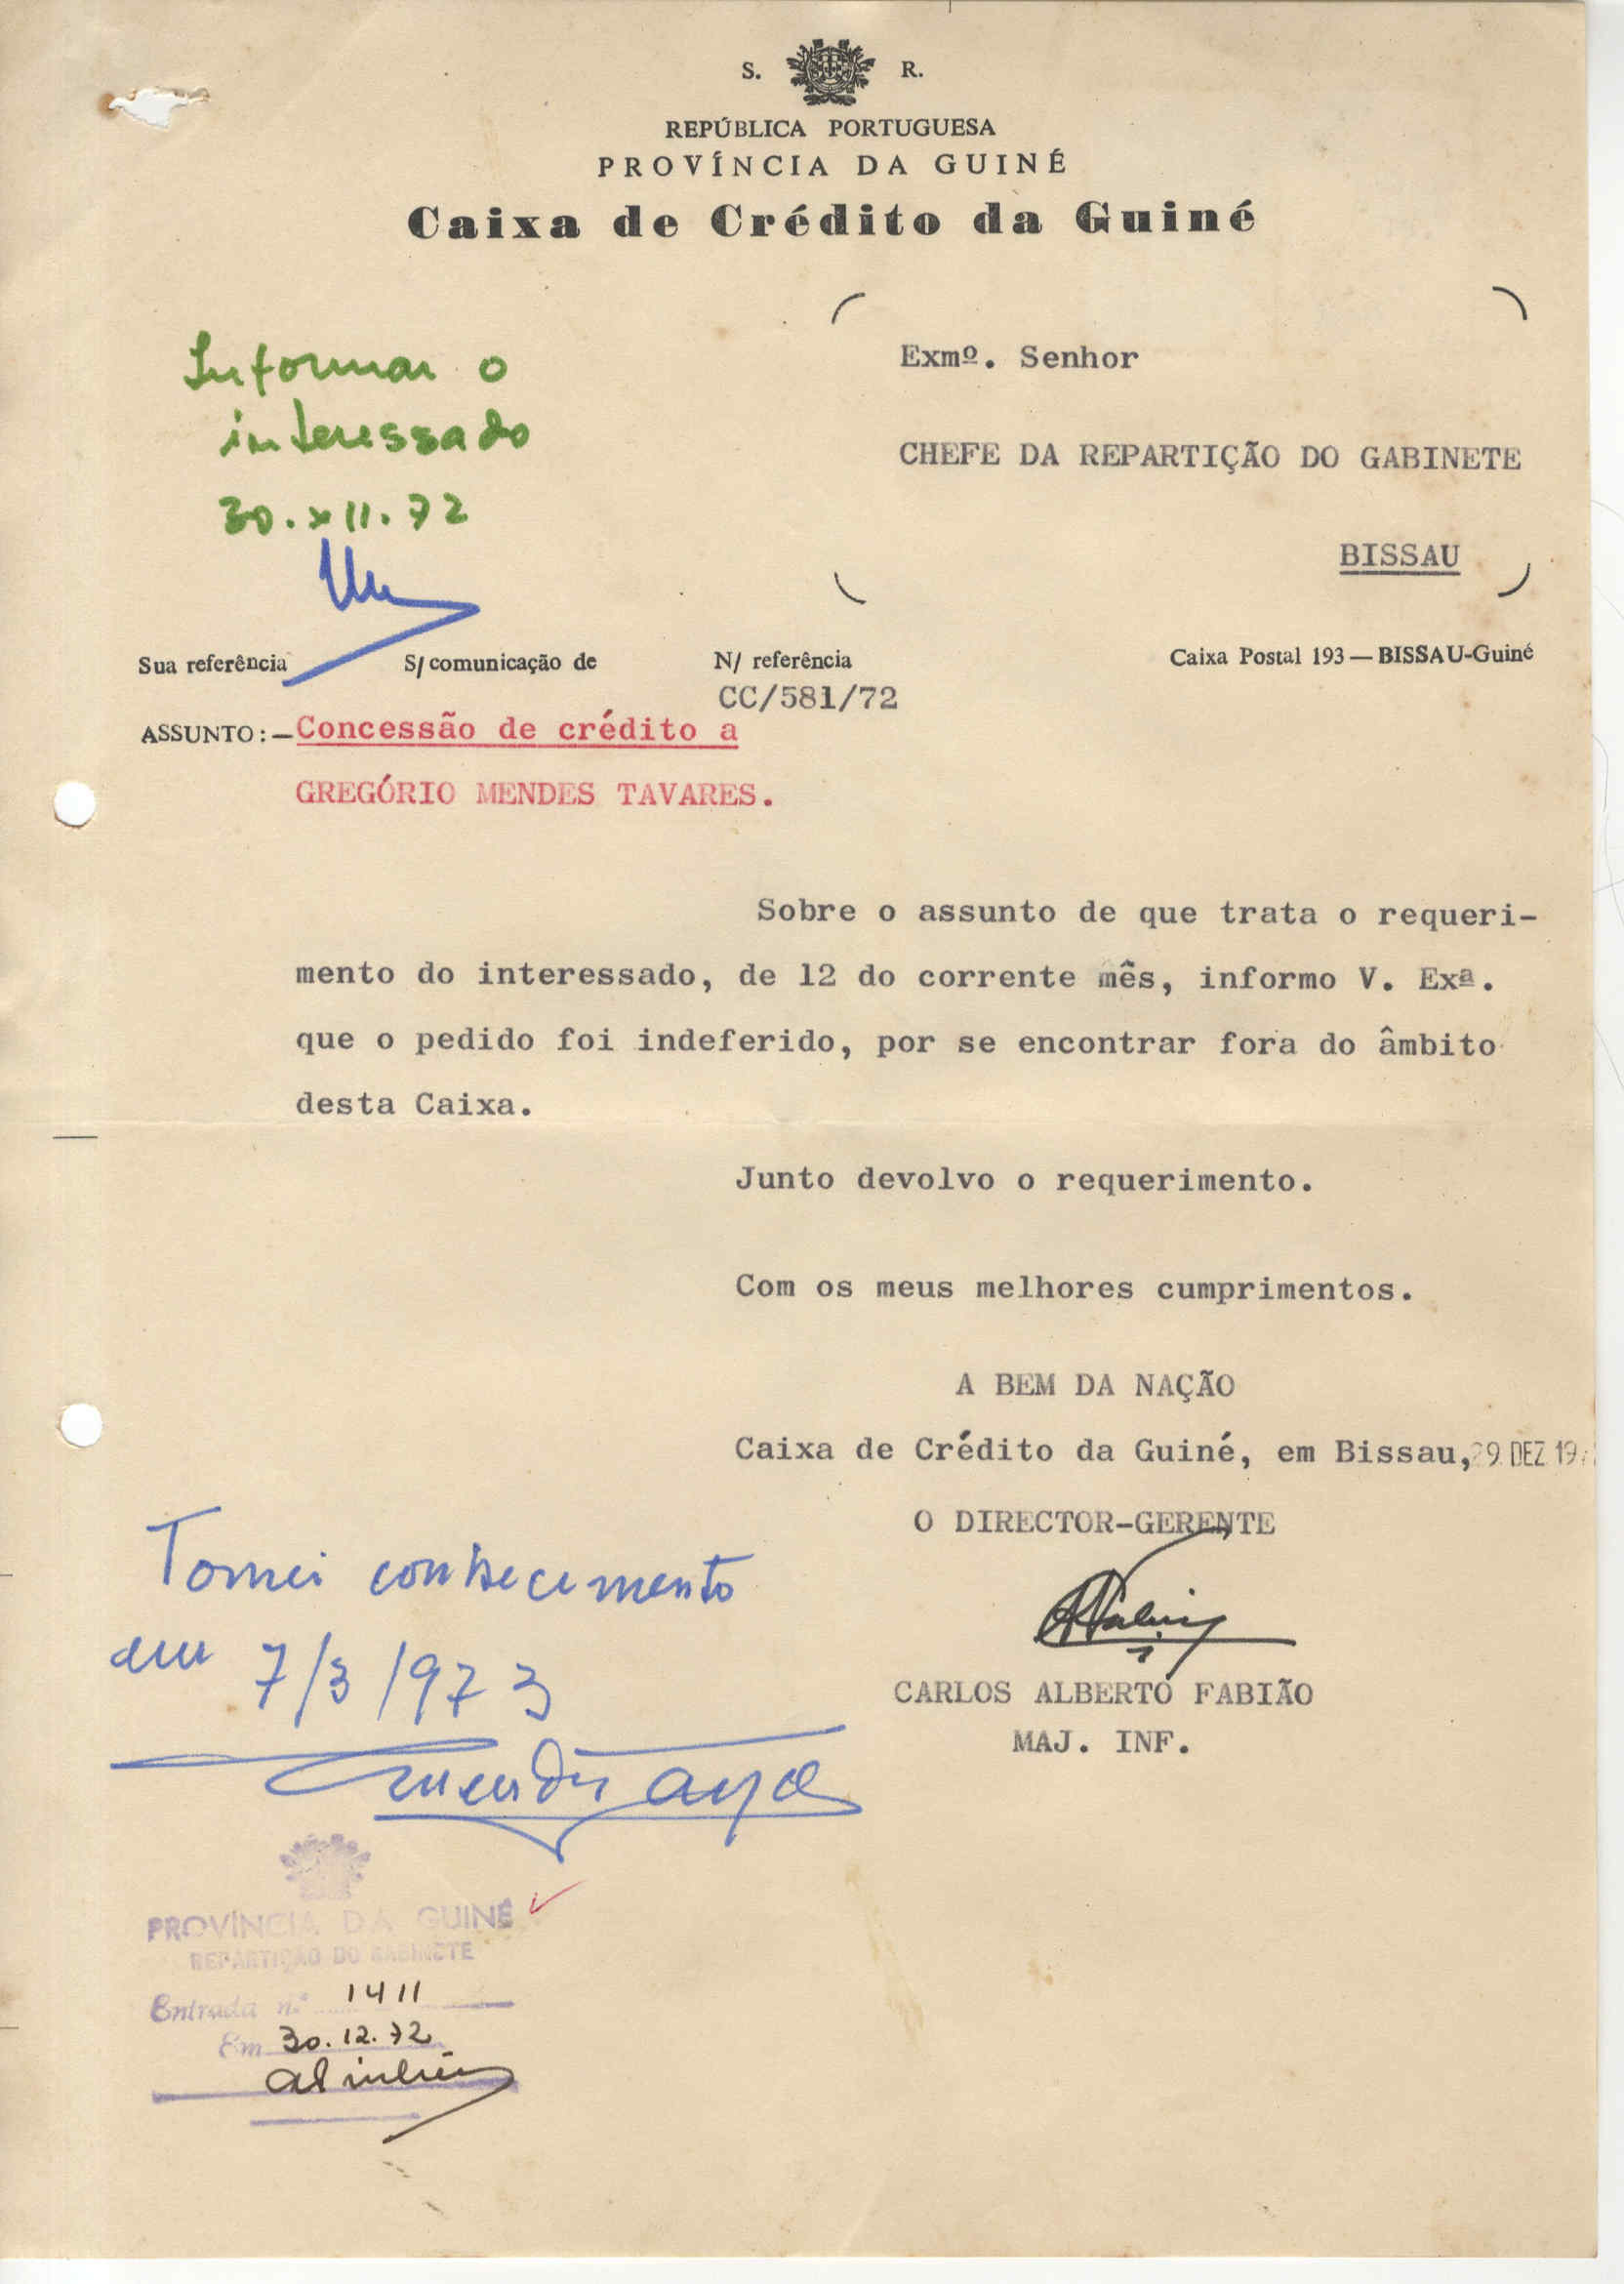 S. R.
REPÚBLICA PORTUGUESA
PROVÍNCIA DA GUINÉ
Caixa de Crédito da Guiné
Informar o
interessado
30.XII.72
Exmº. Senhor
CHEFE DA REPARTIÇÃO DO GABINETE
BISSAU
Sua referência S/comunicação de N/ referência Caixa Postal 193 — BISSAU-Guiné
CC/581/72
ASSUNTO:—Concessão de crédito a
GREGÓRIO MENDES TAVARES.
Sobre o assunto de que trata o requeri-
mento do interessado, de 12 do corrente mês, informo V. Exª.
que o pedido foi indeferido, por se encontrar fora do âmbito
desta Caixa.
Junto devolvo o requerimento.
Com os meus melhores cumprimentos.
A BEM DA NAÇÃO
Caixa de Crédito da Guiné, em Bissau, 29 DEZ 197
O DIRECTOR-GERENTE
CARLOS ALBERTO FABIÃO
MAJ. INF.
Tomei conhecimento
em 7/3/973
PROVÍNCIA DA GUINÉ
REPARTIÇÃO DO GABINETE
Entrada n.º 1411
Em 30.12.72